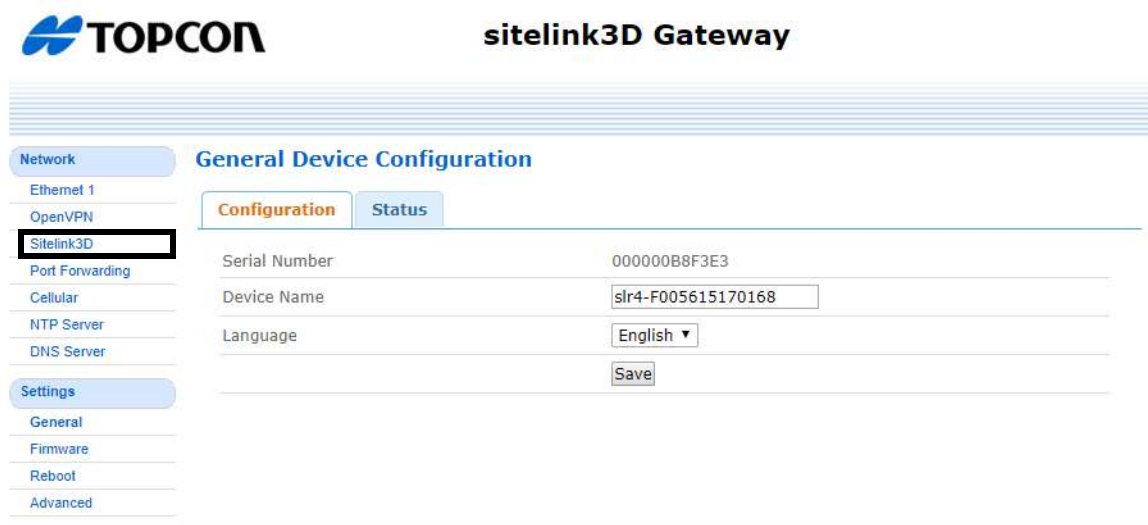 TOPCON
sitelink3D Gateway
Network
Ethernet 1
OpenVPN
Sitelink3D
Port Forwarding
Cellular
NTP Server
DNS Server
Settings
General
Firmware
Reboot
Advanced
General Device Configuration
Configuration Status
Serial Number 000000B8F3E3
Device Name slr4-F005615170168
Language English
Save